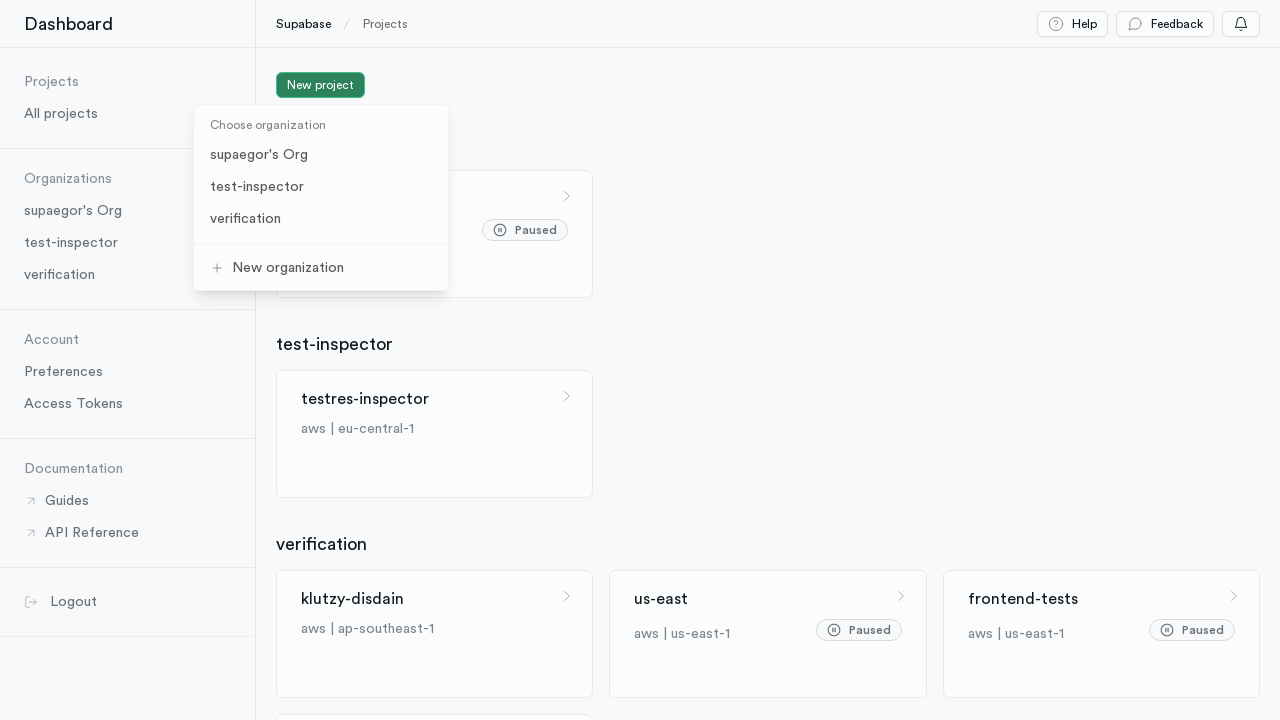 Dashboard
Supabase / Projects
Help
Feedback
Projects
All projects
Organizations
supaegor's Org
test-inspector
verification
Account
Preferences
Access Tokens
Documentation
Guides
API Reference
Logout
New project
Choose organization
supaegor's Org
test-inspector
verification
New organization
Paused
test-inspector
testres-inspector
aws | eu-central-1
verification
klutzy-disdain
aws | ap-southeast-1
us-east
aws | us-east-1
Paused
frontend-tests
aws | us-east-1
Paused